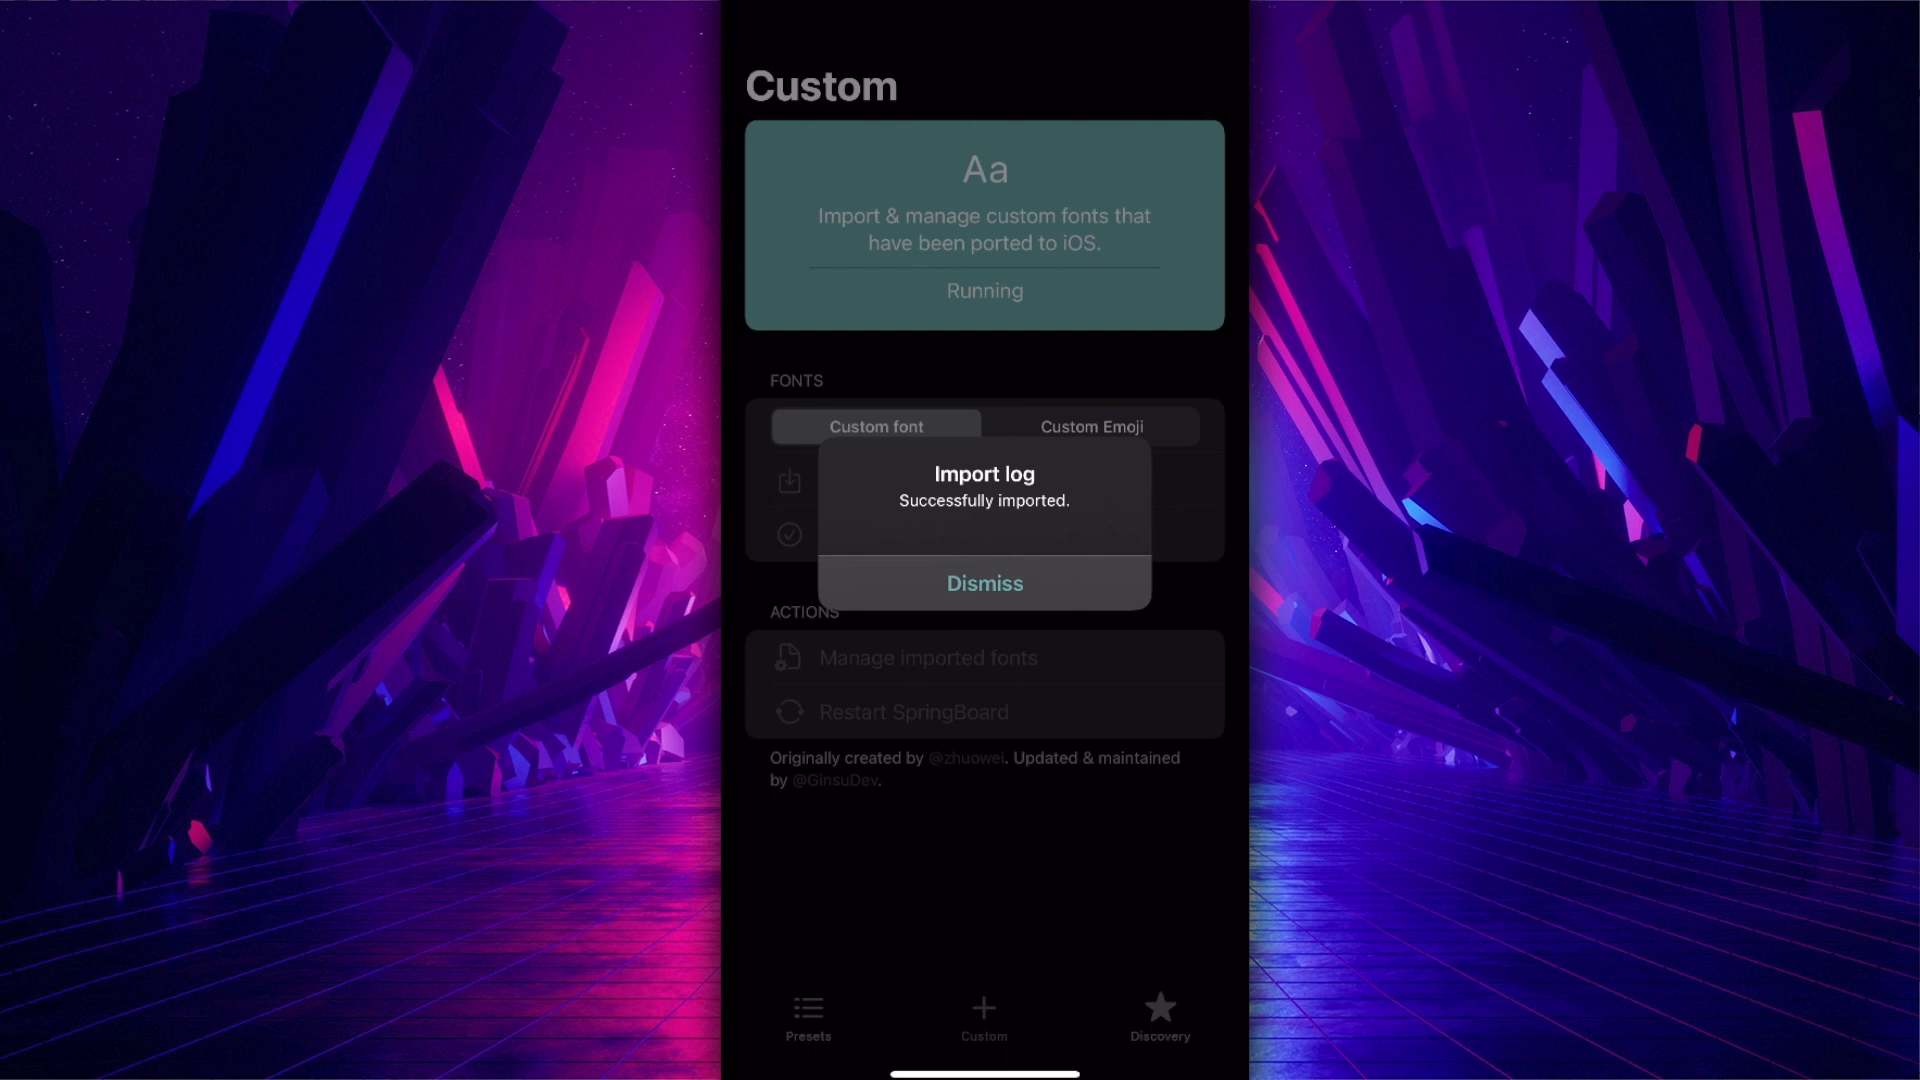 Custom
Aa
Import & manage custom fonts that
have been ported to iOS.
Running
FONTS
Custom font
Custom Emoji
Import log
Successfully imported.
Dismiss
ACTIONS
Manage imported fonts
Restart SpringBoard
Originally created by @zhuowei. Updated & maintained
by @GinsuDev.
Presets
Custom
Discovery